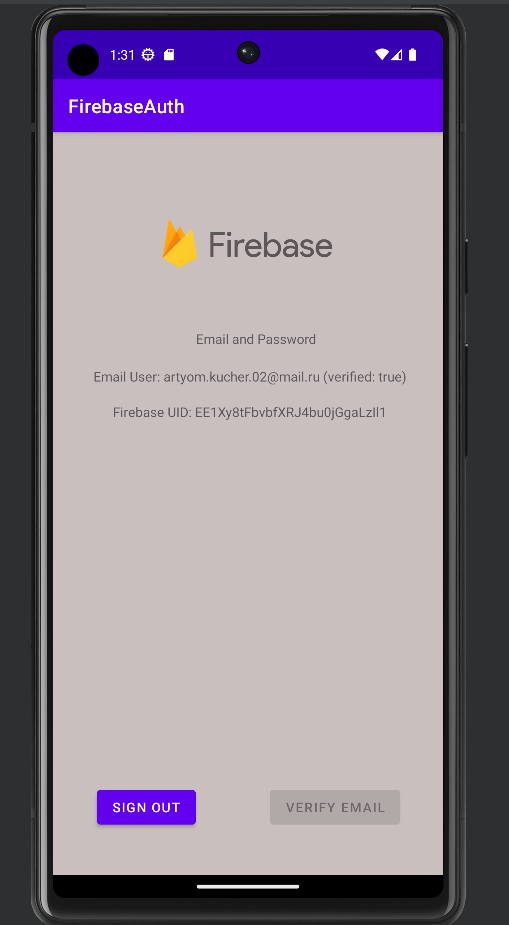 1:31
FirebaseAuth
Firebase
Email and Password
Email User: artyom.kucher.02@mail.ru (verified: true)
Firebase UID: EE1Xy8tFbvbfXRJ4bu0jGgaLzIl1
SIGN OUT
VERIFY EMAIL